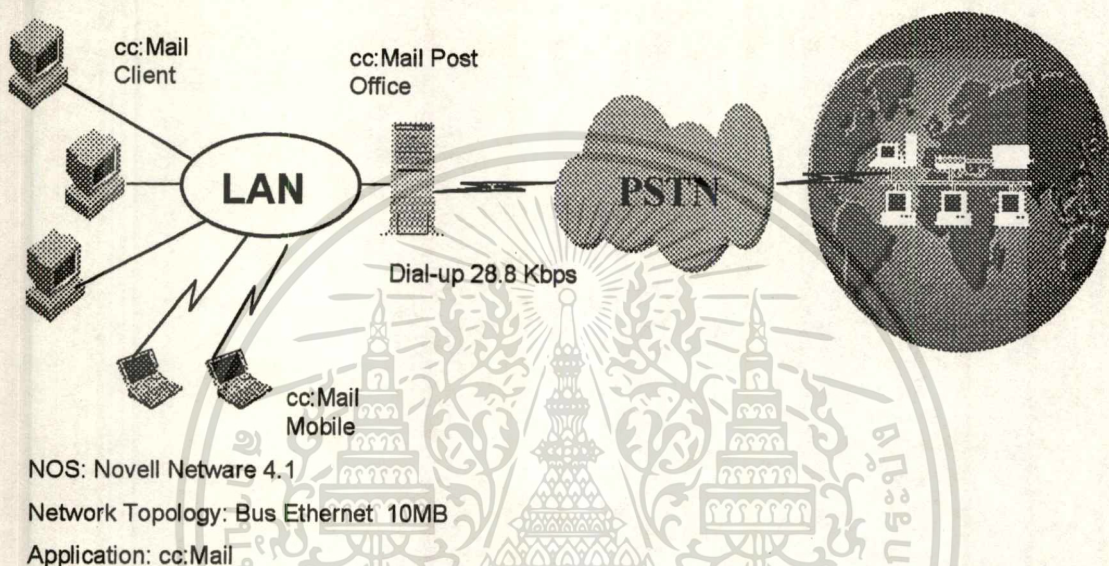 cc:Mail
Client
cc:Mail Post
Office
LAN
PSTN
Dial-up 28.8 Kbps
cc:Mail
Mobile
NOS: Novell Netware 4.1
Network Topology: Bus Ethernet 10MB
Application: cc:Mail